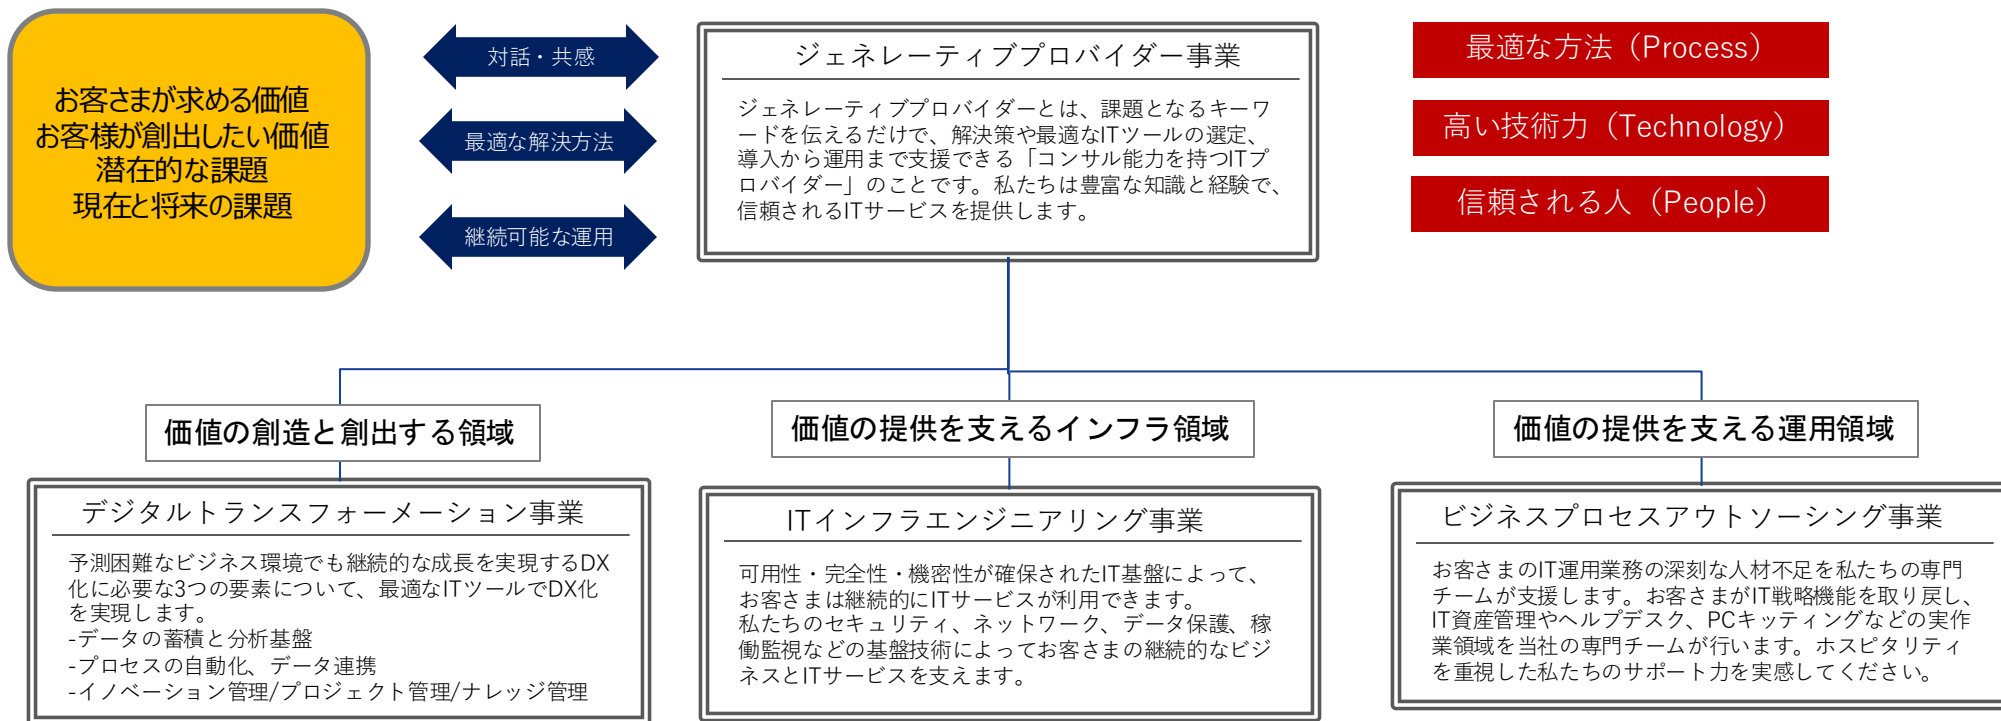 お客さまが求める価値
お客様が創出したい価値
潜在的な課題
現在と将来の課題
対話・共感
最適な解決方法
継続可能な運用
ジェネレーティブプロバイダー事業
ジェネレーティブプロバイダーとは、課題となるキーワ
ードを伝えるだけで、解決策や最適なITツールの選定、
導入から運用まで支援できる「コンサル能力を持つITプ
ロバイダー」のことです。私たちは豊富な知識と経験で、
信頼されるITサービスを提供します。
最適な方法（Process）
高い技術力（Technology）
信頼される人（People）
価値の創造と創出する領域
デジタルトランスフォーメーション事業
予測困難なビジネス環境でも継続的な成長を実現するDX
化に必要な3つの要素について、最適なITツールでDX化
を実現します。
-データの蓄積と分析基盤
-プロセスの自動化、データ連携
-イノベーション管理/プロジェクト管理/ナレッジ管理
価値の提供を支えるインフラ領域
ITインフラエンジニアリング事業
可用性・完全性・機密性が確保されたIT基盤によって、
お客さまは継続的にITサービスが利用できます。
私たちのセキュリティ、ネットワーク、データ保護、稼
働監視などの基盤技術によってお客さまの継続的なビジ
ネスとITサービスを支えます。
価値の提供を支える運用領域
ビジネスプロセスアウトソーシング事業
お客さまのIT運用業務の深刻な人材不足を私たちの専門
チームが支援します。お客さまがIT戦略機能を取り戻し、
IT資産管理やヘルプデスク、PCキッティングなどの実作
業領域を当社の専門チームが行います。ホスピタリティ
を重視した私たちのサポート力を実感してください。